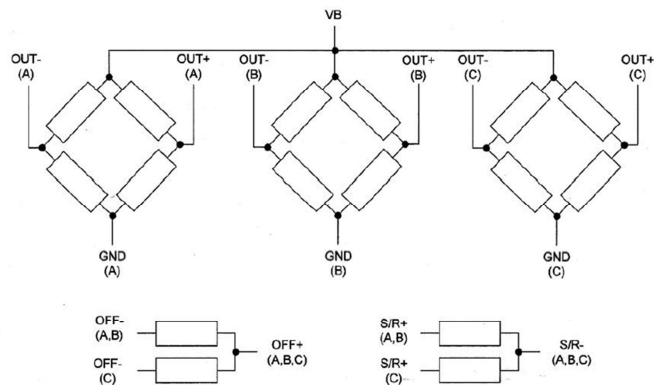 VB
OUT-
(A)
OUT+
(A)
OUT-
(B)
OUT+
(B)
OUT-
(C)
OUT+
(C)
GND
(A)
GND
(B)
GND
(C)
OFF-
(A,B)
OFF-
(C)
OFF+
(A,B,C)
S/R+
(A,B)
S/R+
(C)
S/R-
(A,B,C)